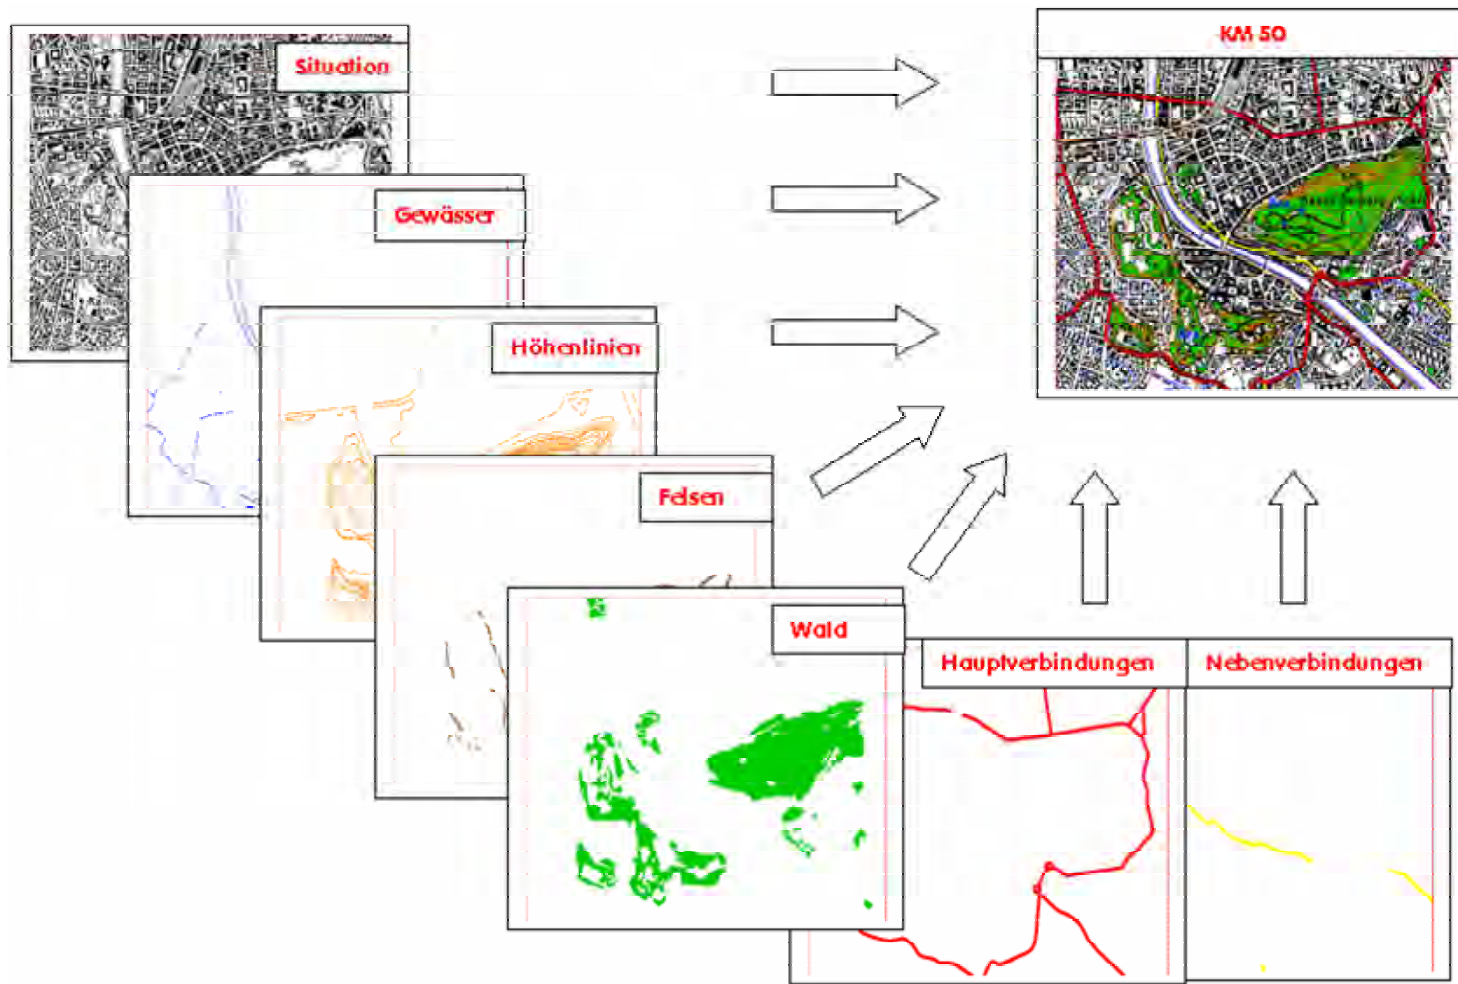 Situation
KM 50
Gewässer
Höhenlinien
Felsen
Wald
Hauptverbindungen
Nebenverbindungen